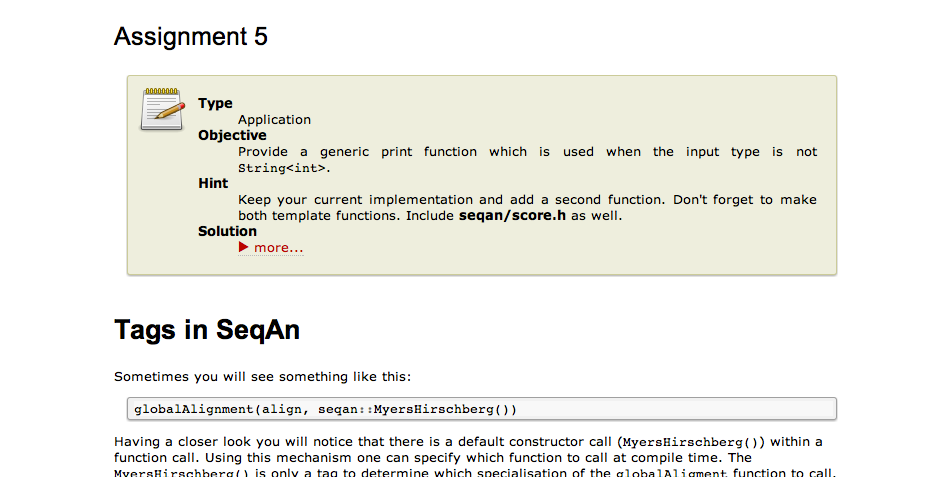 Assignment 5
Type
Application
Objective
Provide a generic print function which is used when the input type is not
String<int>.
Hint
Keep your current implementation and add a second function. Don't forget to make
both template functions. Include seqan/score.h as well.
Solution
▶ more...
Tags in SeqAn
Sometimes you will see something like this:
globalAlignment(align, seqan::MyersHirschberg())
Having a closer look you will notice that there is a default constructor call (MyersHirschberg()) within a
function call. Using this mechanism one can specify which function to call at compile time. The
MyersHirschberg() is only a tag to determine which specialisation of the globalAligment function to call.